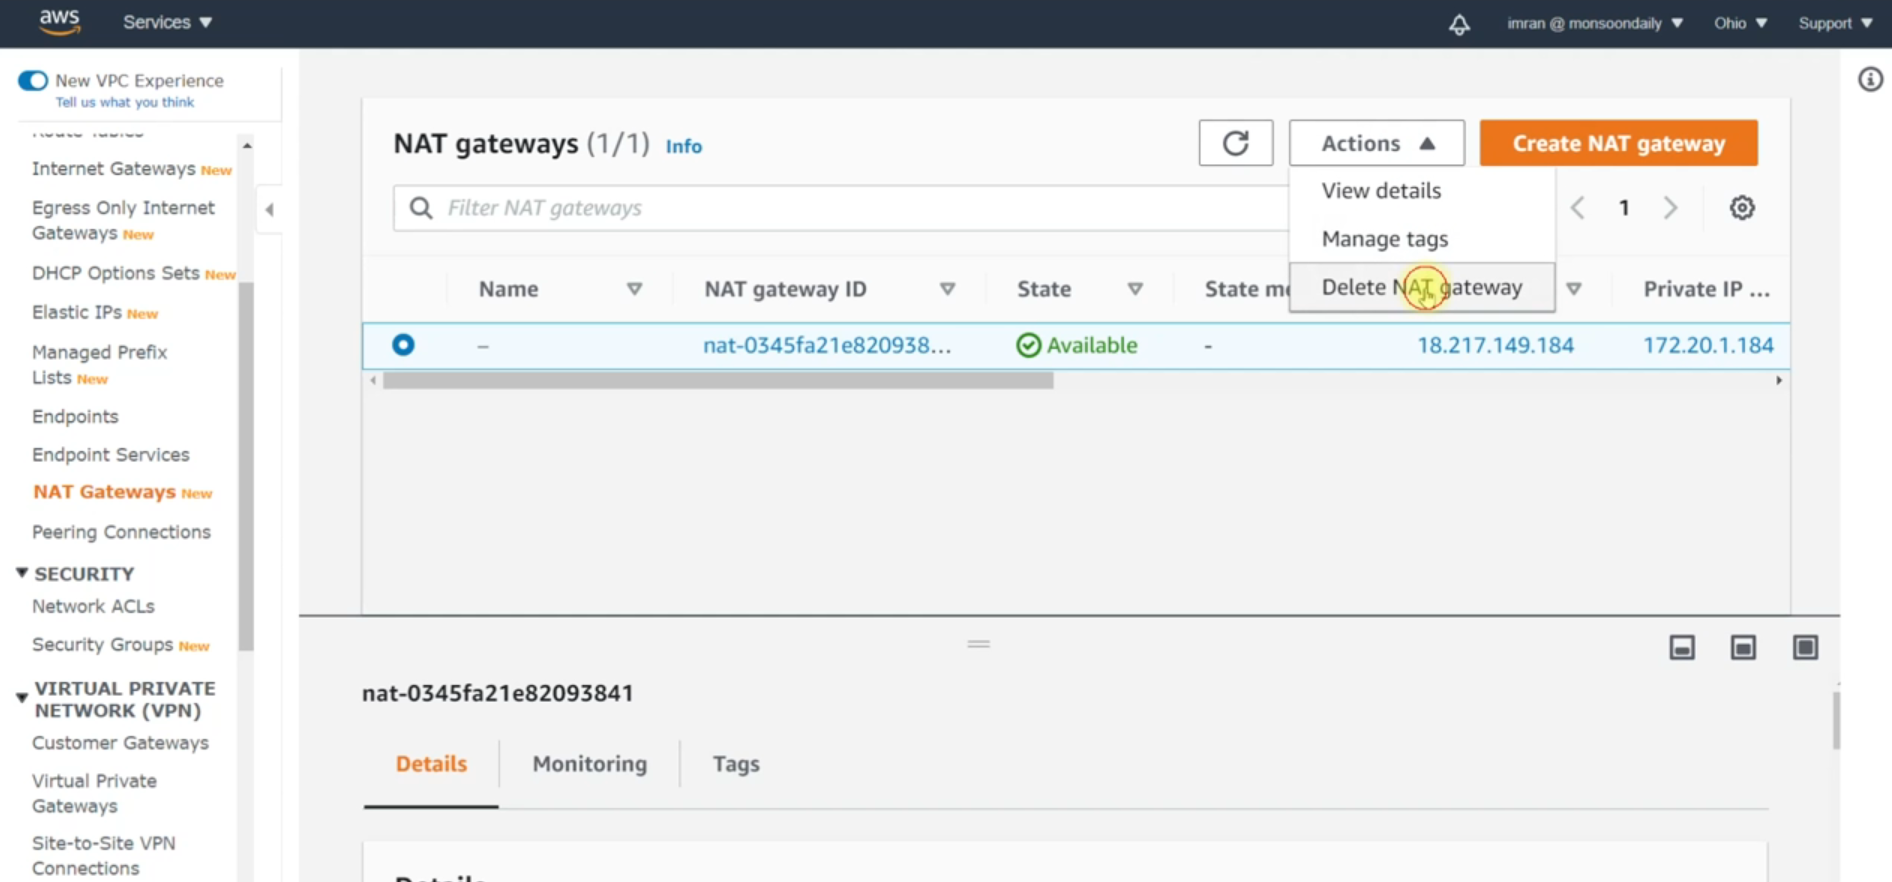 aws
Services ▼
imran @ monsoondaily ▼
Ohio ▼
Support ▼
New VPC Experience
Tell us what you think
Route Tables
Internet Gateways New
Egress Only Internet
Gateways New
DHCP Options Sets New
Elastic IPs New
Managed Prefix
Lists New
Endpoints
Endpoint Services
NAT Gateways New
Peering Connections
SECURITY
Network ACLs
Security Groups New
VIRTUAL PRIVATE
NETWORK (VPN)
Customer Gateways
Virtual Private
Gateways
Site-to-Site VPN
Connections
NAT gateways (1/1) Info
Actions ▲
Create NAT gateway
Filter NAT gateways
View details
Manage tags
Delete NAT gateway
1
Name
NAT gateway ID
State
Private IP ...
–
nat-0345fa21e820938...
Available
-
18.217.149.184
172.20.1.184
nat-0345fa21e82093841
Details
Monitoring
Tags
Details